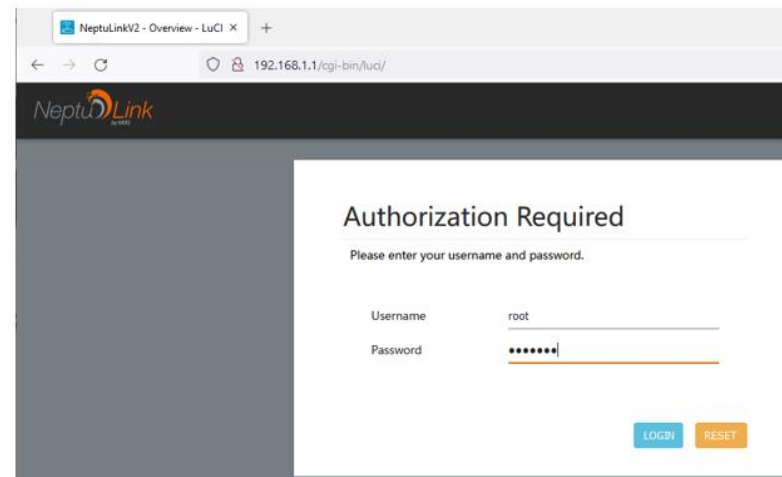 NeptuLinkV2 - Overview - LuCI
192.168.1.1/cgi-bin/luci/
NeptuLink
Authorization Required
Please enter your username and password.
Username root
Password •••••••
LOGIN RESET